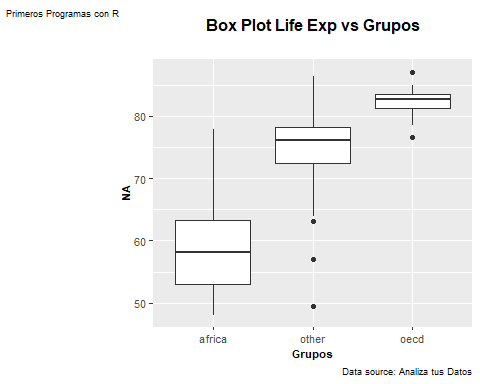 Primeros Programas con R
Box Plot Life Exp vs Grupos
NA
80
70
60
50
africa
other
oecd
Grupos
Data source: Analiza tus Datos